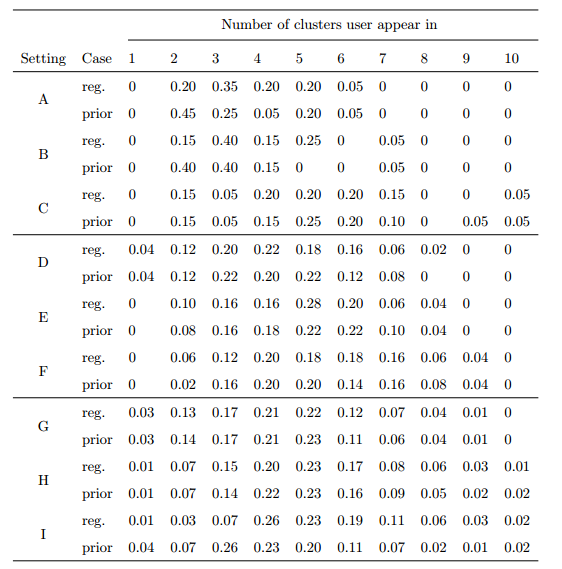 Number of clusters user appear in
Setting Case 1 2 3 4 5 6 7 8 9 10
A reg. 0 0.20 0.35 0.20 0.20 0.05 0 0 0 0
prior 0 0.45 0.25 0.05 0.20 0.05 0 0 0 0
B reg. 0 0.15 0.40 0.15 0.25 0 0.05 0 0 0
prior 0 0.40 0.40 0.15 0 0 0.05 0 0 0
C reg. 0 0.15 0.05 0.20 0.20 0.20 0.15 0 0 0.05
prior 0 0.15 0.05 0.15 0.25 0.20 0.10 0 0.05 0.05
D reg. 0.04 0.12 0.20 0.22 0.18 0.16 0.06 0.02 0 0
prior 0.04 0.12 0.22 0.20 0.22 0.12 0.08 0 0 0
E reg. 0 0.10 0.16 0.16 0.28 0.20 0.06 0.04 0 0
prior 0 0.08 0.16 0.18 0.22 0.22 0.10 0.04 0 0
F reg. 0 0.06 0.12 0.20 0.18 0.18 0.16 0.06 0.04 0
prior 0 0.02 0.16 0.20 0.20 0.14 0.16 0.08 0.04 0
G reg. 0.03 0.13 0.17 0.21 0.22 0.12 0.07 0.04 0.01 0
prior 0.03 0.14 0.17 0.21 0.23 0.11 0.06 0.04 0.01 0
H reg. 0.01 0.07 0.15 0.20 0.23 0.17 0.08 0.06 0.03 0.01
prior 0.01 0.07 0.14 0.22 0.23 0.16 0.09 0.05 0.02 0.02
I reg. 0.01 0.03 0.07 0.26 0.23 0.19 0.11 0.06 0.03 0.02
prior 0.04 0.07 0.26 0.23 0.20 0.11 0.07 0.02 0.01 0.02